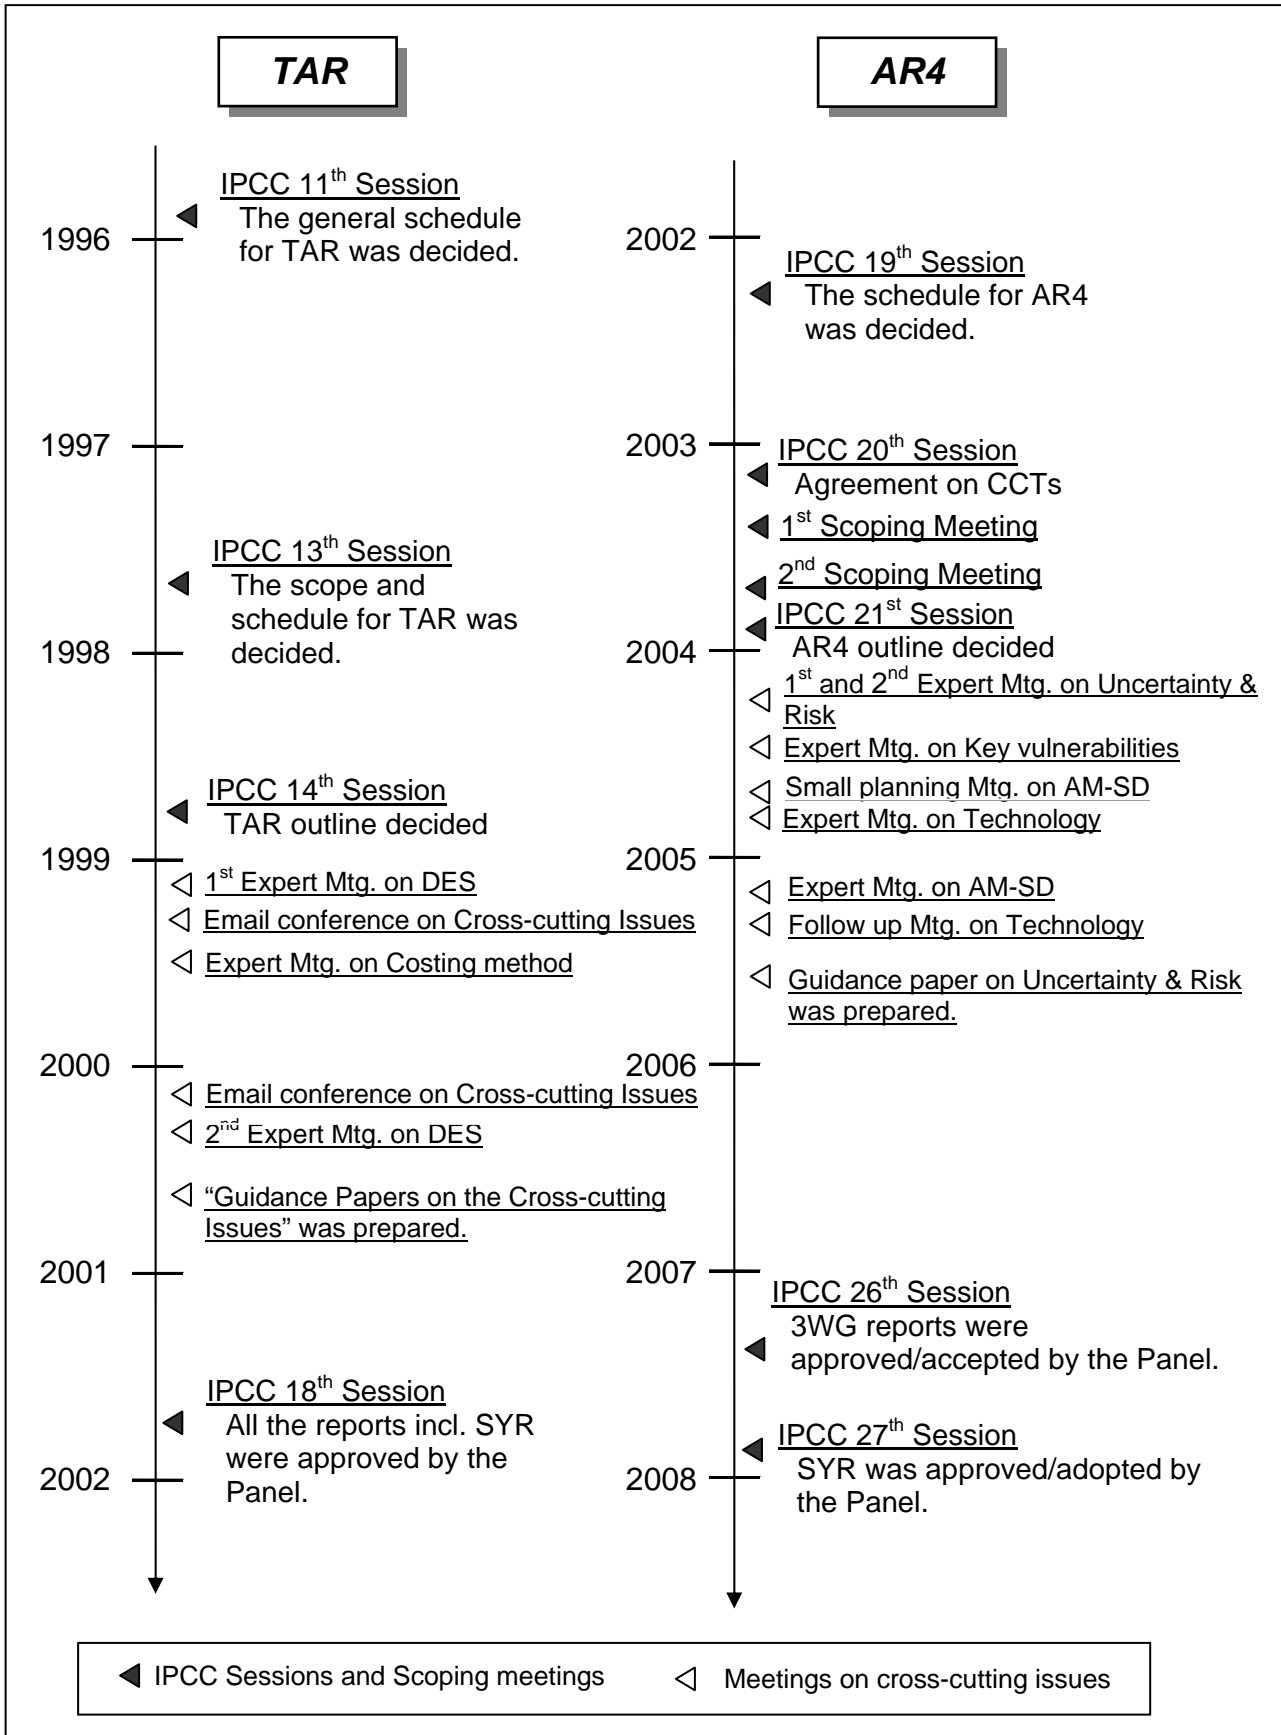 TAR
IPCC 11th Session
The general schedule
for TAR was decided.
1996
1997
IPCC 13th Session
The scope and
schedule for TAR was
decided.
1998
IPCC 14th Session
TAR outline decided
1999
1st Expert Mtg. on DES
Email conference on Cross-cutting Issues
Expert Mtg. on Costing method
2000
Email conference on Cross-cutting Issues
2nd Expert Mtg. on DES
“Guidance Papers on the Cross-cutting
Issues” was prepared.
2001
IPCC 18th Session
All the reports incl. SYR
were approved by the
Panel.
2002
AR4
2002
IPCC 19th Session
The schedule for AR4
was decided.
2003
IPCC 20th Session
Agreement on CCTs
1st Scoping Meeting
2nd Scoping Meeting
IPCC 21st Session
AR4 outline decided
2004
1st and 2nd Expert Mtg. on Uncertainty &
Risk
Expert Mtg. on Key vulnerabilities
Small planning Mtg. on AM-SD
Expert Mtg. on Technology
2005
Expert Mtg. on AM-SD
Follow up Mtg. on Technology
Guidance paper on Uncertainty & Risk
was prepared.
2006
2007
IPCC 26th Session
3WG reports were
approved/accepted by the Panel.
IPCC 27th Session
SYR was approved/adopted by
the Panel.
2008
IPCC Sessions and Scoping meetings
Meetings on cross-cutting issues